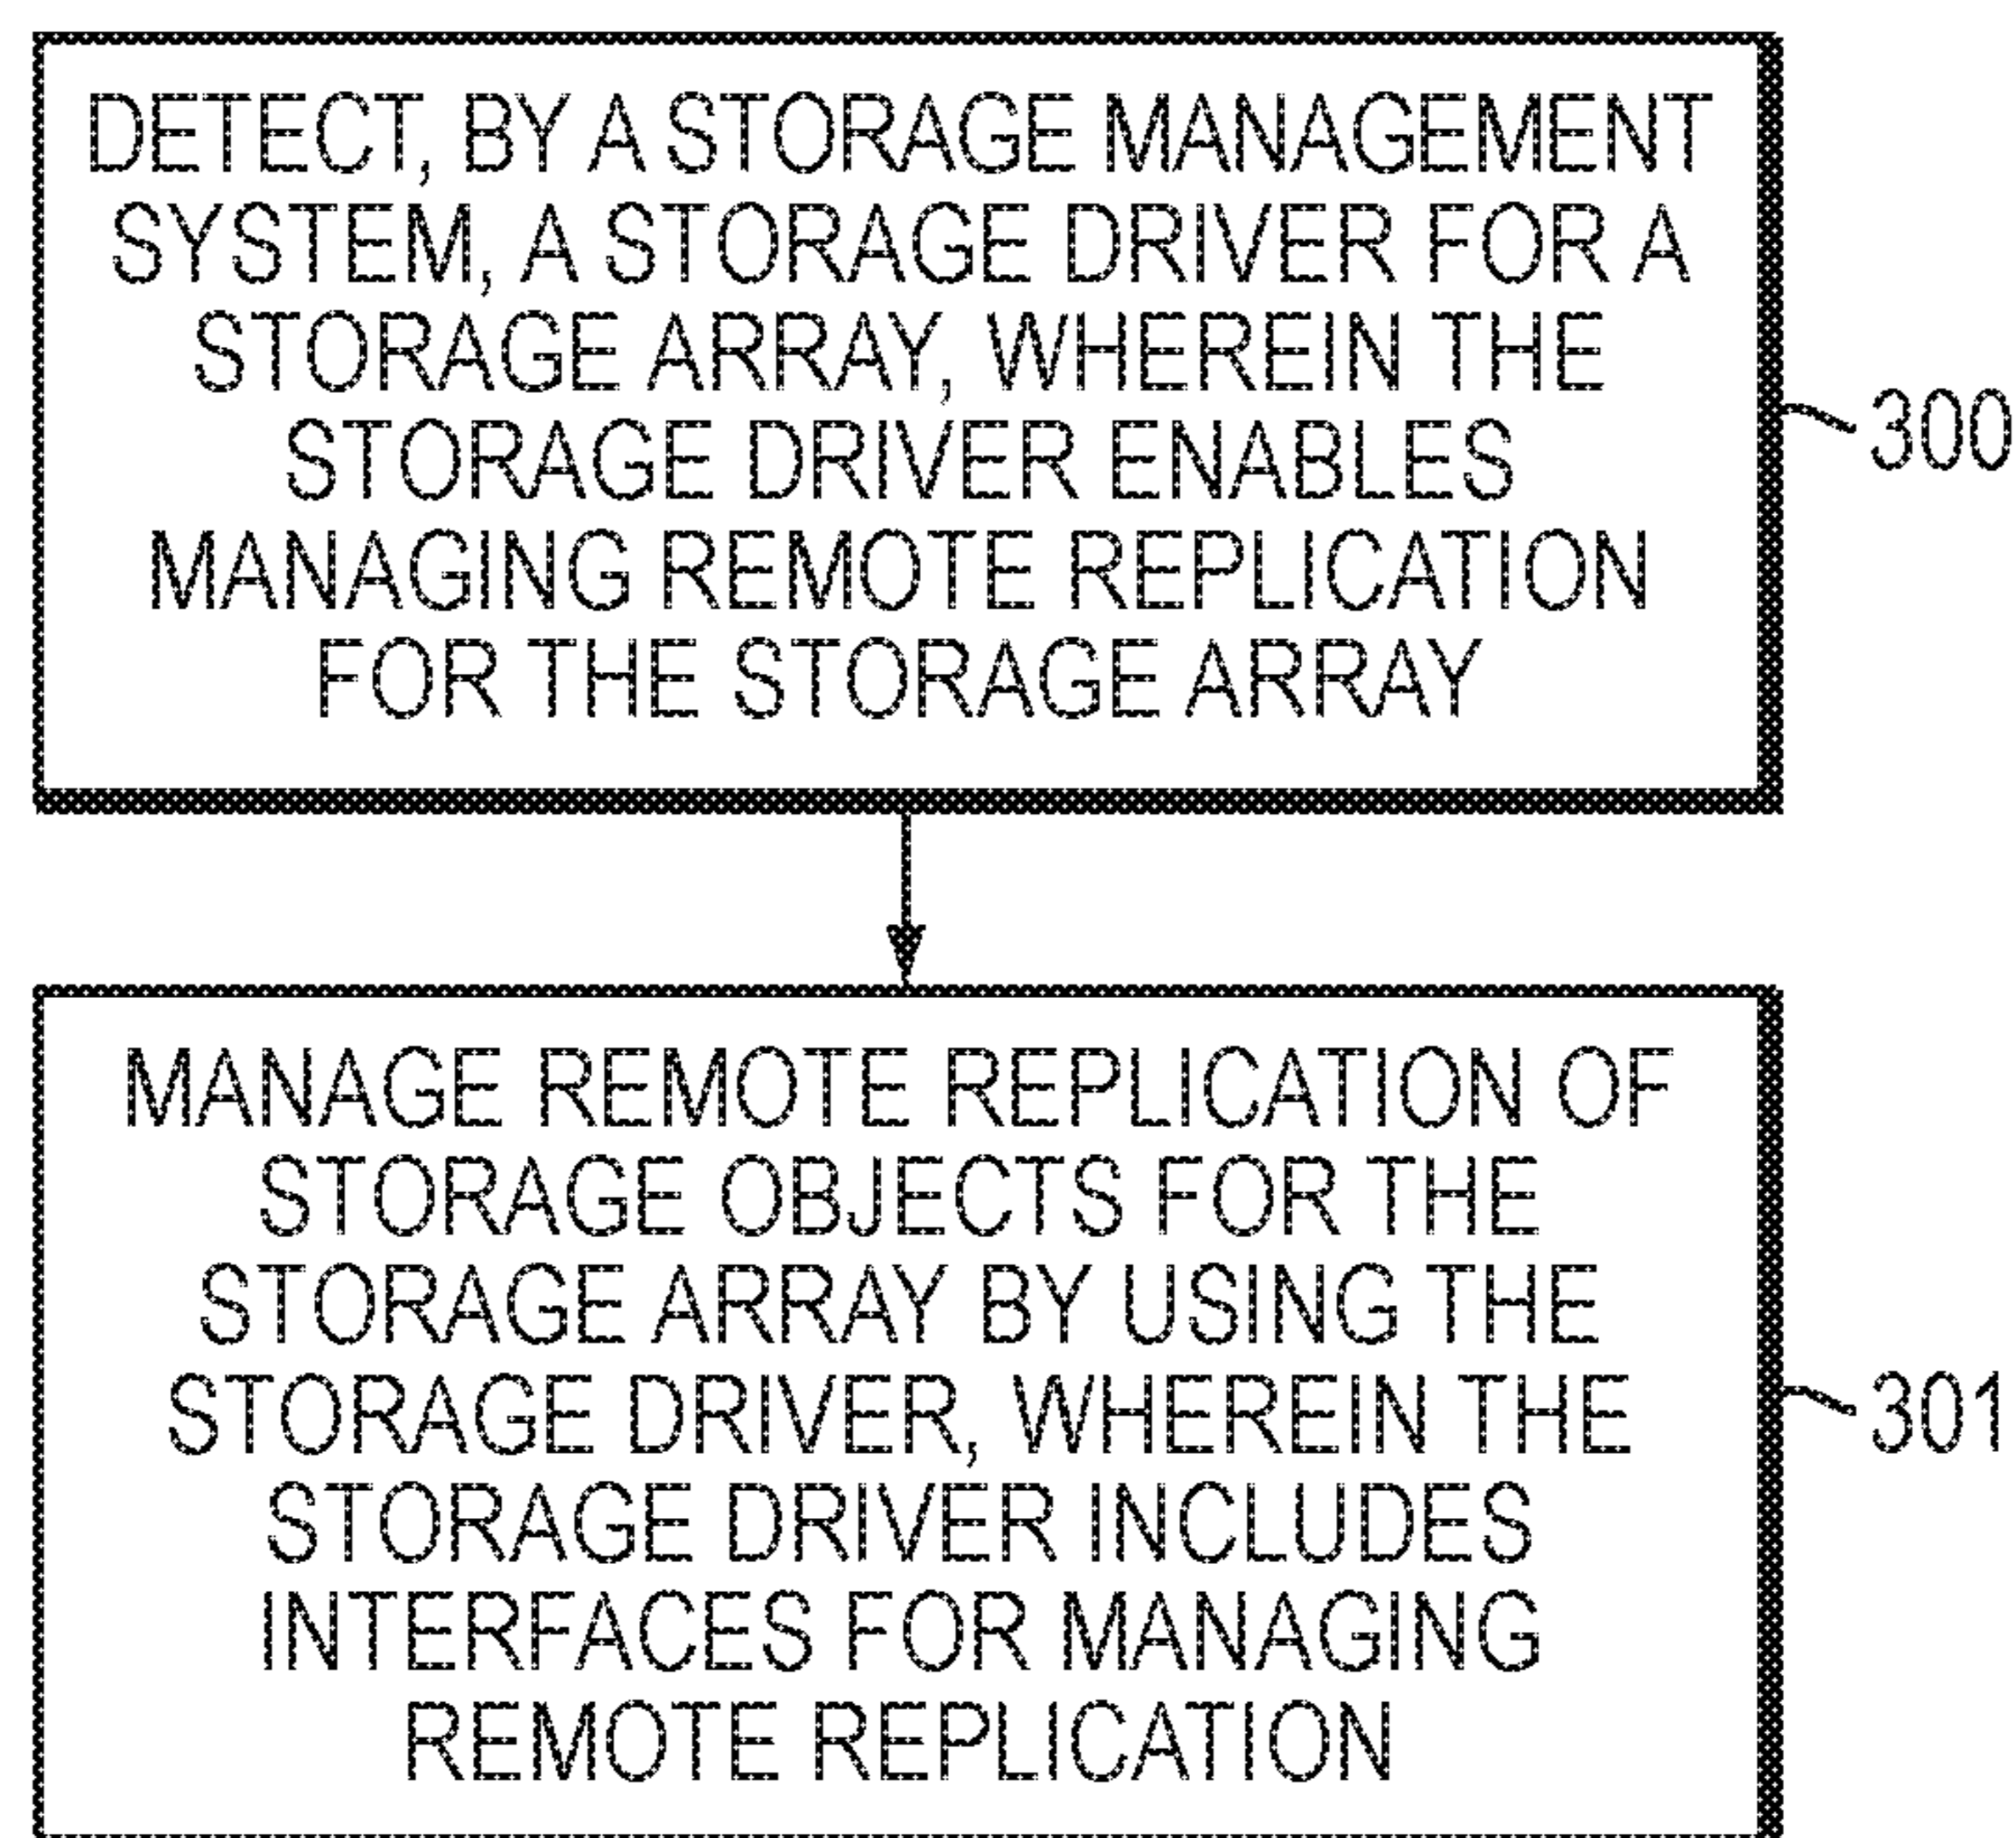 DETECT, BY A STORAGE MANAGEMENT
SYSTEM, A STORAGE DRIVER FOR A
STORAGE ARRAY, WHEREIN THE
STORAGE DRIVER ENABLES
MANAGING REMOTE REPLICATION
FOR THE STORAGE ARRAY
300
MANAGE REMOTE REPLICATION OF
STORAGE OBJECTS FOR THE
STORAGE ARRAY BY USING THE
STORAGE DRIVER, WHEREIN THE
STORAGE DRIVER INCLUDES
INTERFACES FOR MANAGING
REMOTE REPLICATION
301